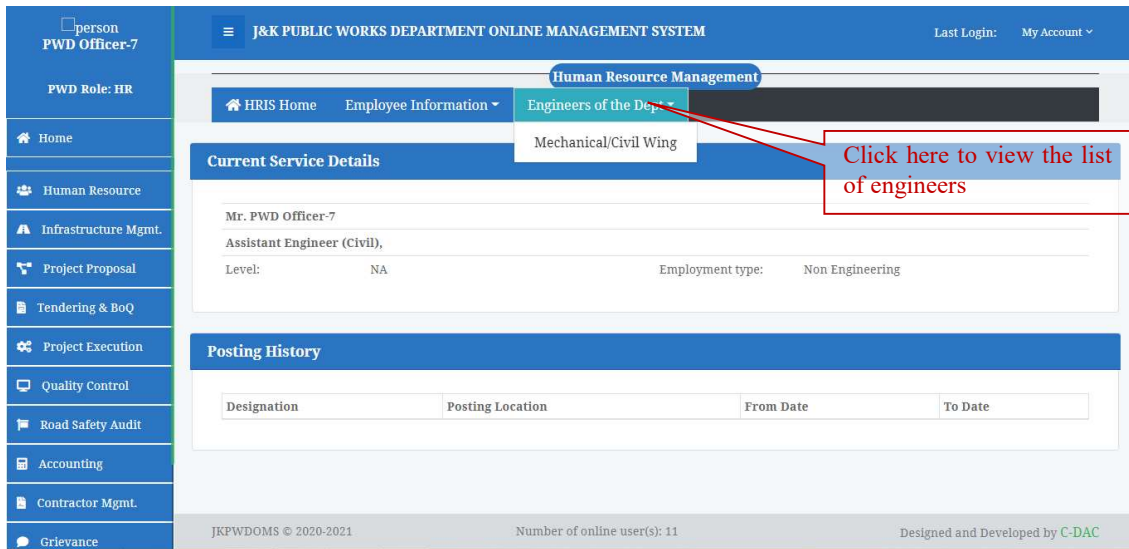 person
PWD Officer-7
PWD Role: HR
Home
Human Resource
Infrastructure Mgmt.
Project Proposal
Tendering & BoQ
Project Execution
Quality Control
Road Safety Audit
Accounting
Contractor Mgmt.
Grievance
J&K PUBLIC WORKS DEPARTMENT ONLINE MANAGEMENT SYSTEM
Last Login:
My Account
Human Resource Management
HRIS Home
Employee Information
Engineers of the Dept
Mechanical/Civil Wing
Click here to view the list
of engineers
Current Service Details
Mr. PWD Officer-7
Assistant Engineer (Civil),
Level: NA Employment type: Non Engineering
Posting History
Designation Posting Location From Date To Date
JKPWDOMS © 2020-2021 Number of online user(s): 11 Designed and Developed by C-DAC